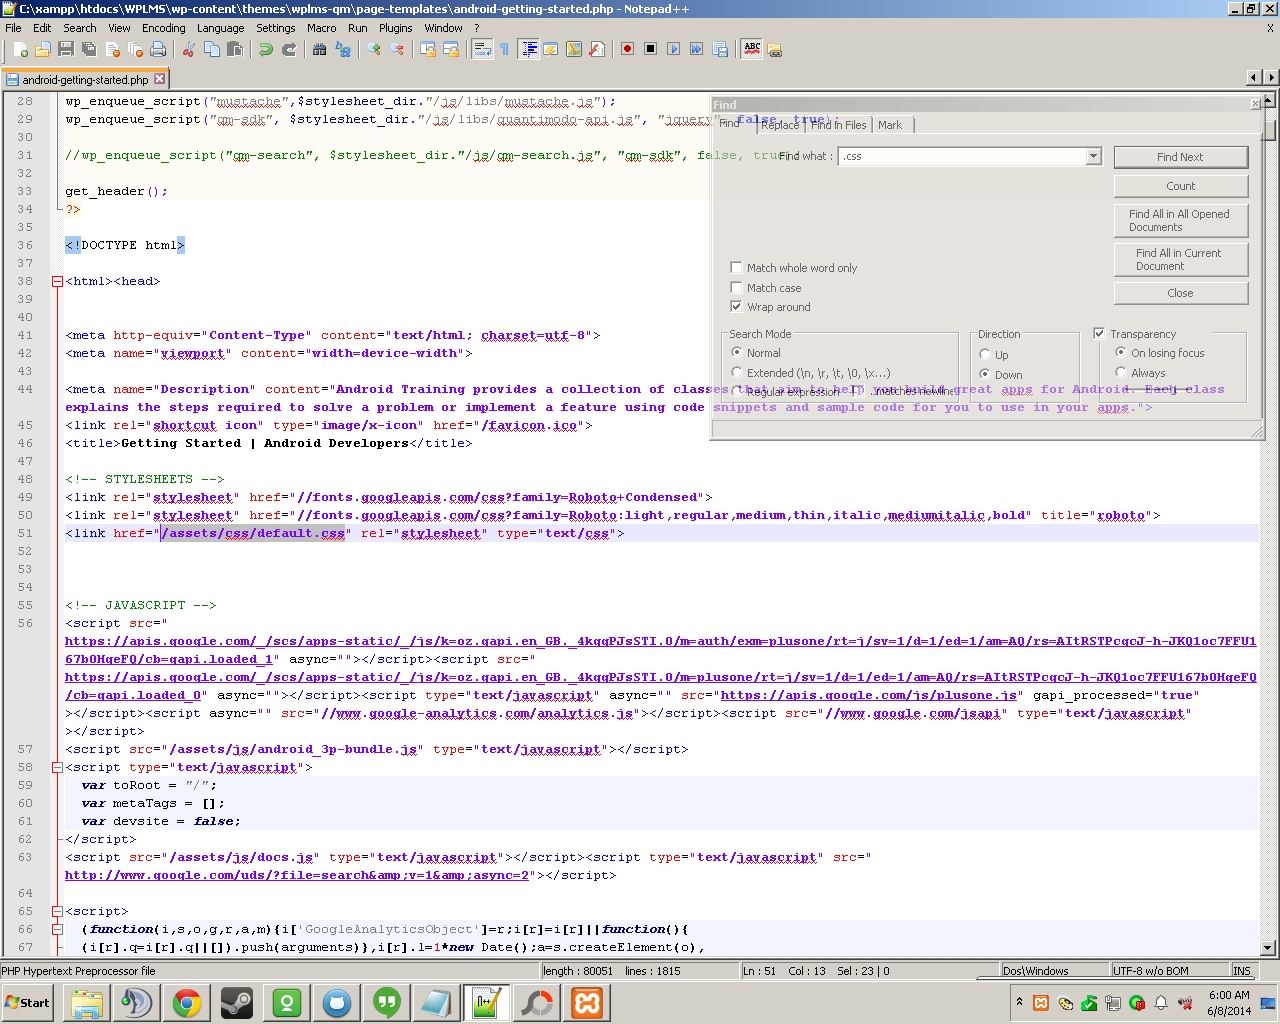 C:\xampp\htdocs\WPLMS\wp-content\themes\wplms-qm\page-templates\android-getting-started.php - Notepad++
File Edit Search View Encoding Language Settings Macro Run Plugins Window ? X
android-getting-started.php
28 wp_enqueue_script("mustache",$stylesheet_dir."/js/libs/mustache.js");
29 wp_enqueue_script("qm-sdk", $stylesheet_dir."/js/libs/quantimodo-api.js", "jquery", false, true);
30
31 //wp_enqueue_script("qm-search", $stylesheet_dir."/js/qm-search.js", "qm-sdk", false, true);
32
33 get_header();
34 ?>
35
36 <!DOCTYPE html>
37
38 <html><head>
39
40
41 <meta http-equiv="Content-Type" content="text/html; charset=utf-8">
42 <meta name="viewport" content="width=device-width">
43
44 <meta name="Description" content="Android Training provides a collection of classes that aim to help you build great apps for Android. Each class
explains the steps required to solve a problem or implement a feature using code snippets and sample code for you to use in your apps.">
45 <link rel="shortcut icon" type="image/x-icon" href="/favicon.ico">
46 <title>Getting Started | Android Developers</title>
47
48 <!-- STYLESHEETS -->
49 <link rel="stylesheet" href="//fonts.googleapis.com/css?family=Roboto+Condensed">
50 <link rel="stylesheet" href="//fonts.googleapis.com/css?family=Roboto:light,regular,medium,thin,italic,mediumitalic,bold" title="roboto">
51 <link href="/assets/css/default.css" rel="stylesheet" type="text/css">
52
53
54
55 <!-- JAVASCRIPT -->
56 <script src="
https://apis.google.com/_/scs/apps-static/_/js/k=oz.gapi.en_GB._4kqqPJsSTI.O/m=auth/exm=plusone/rt=j/sv=1/d=1/ed=1/am=AQ/rs=AItRSTPcqcJ-h-JKQ1oc7FFU1
67b0HqeFQ/cb=gapi.loaded_1" async=""></script><script src="
https://apis.google.com/_/scs/apps-static/_/js/k=oz.gapi.en_GB._4kqqPJsSTI.O/m=plusone/rt=j/sv=1/d=1/ed=1/am=AQ/rs=AItRSTPcqcJ-h-JKQ1oc7FFU167b0HqeFQ
/cb=gapi.loaded_0" async=""></script><script type="text/javascript" async="" src="https://apis.google.com/js/plusone.js" gapi_processed="true"
></script><script async="" src="//www.google-analytics.com/analytics.js"></script><script src="//www.google.com/jsapi" type="text/javascript"
></script>
57 <script src="/assets/js/android_3p-bundle.js" type="text/javascript"></script>
58 <script type="text/javascript">
59 var toRoot = "/";
60 var metaTags = [];
61 var devsite = false;
62 </script>
63 <script src="/assets/js/docs.js" type="text/javascript"></script><script type="text/javascript" src="
http://www.google.com/uds/?file=search&amp;v=1&amp;async=2"></script>
64
65 <script>
66 (function(i,s,o,g,r,a,m){i['GoogleAnalyticsObject']=r;i[r]=i[r]||function(){
67 (i[r].q=i[r].q||[]).push(arguments)},i[r].l=1*new Date();a=s.createElement(o),
Find
Find Replace Find in Files Mark
Find what : .css
Find Next
Count
Find All in All Opened
Documents
Find All in Current
Document
Close
Match whole word only
Match case
Wrap around
Search Mode
Normal
Extended (\n, \r, \t, \0, \x...)
Regular expression
. matches newline
Direction
Up
Down
Transparency
On losing focus
Always
PHP Hypertext Preprocessor file length : 80051 lines : 1815 Ln : 51 Col : 13 Sel : 23 | 0 Dos\Windows UTF-8 w/o BOM INS
Start
6:00 AM
6/8/2014